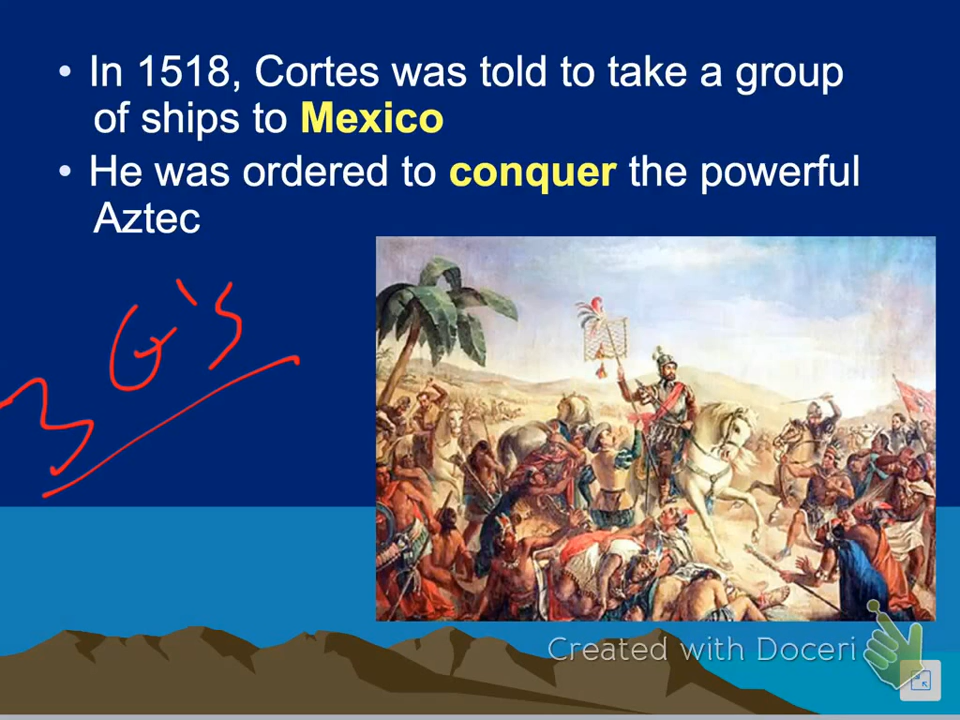 • In 1518, Cortes was told to take a group
of ships to Mexico
• He was ordered to conquer the powerful
Aztec
3 G's
Created with Doceri